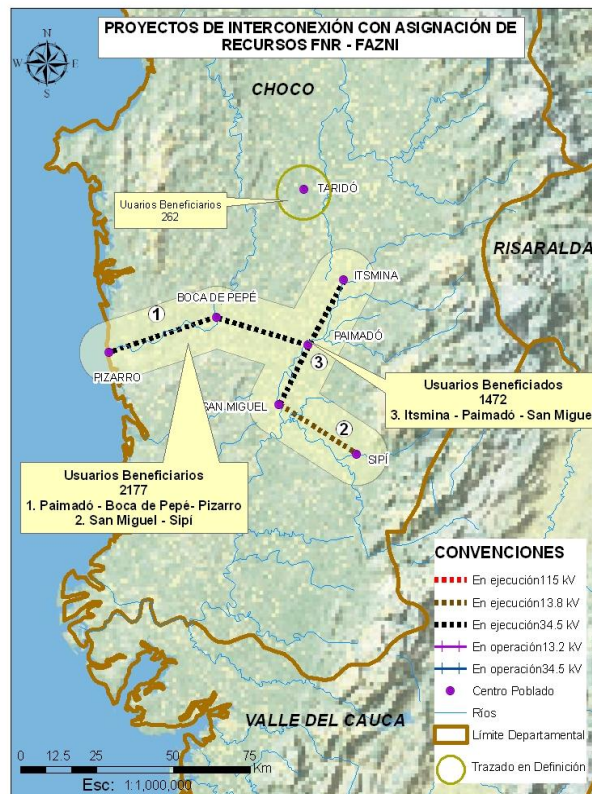 PROYECTOS DE INTERCONEXIÓN CON ASIGNACIÓN DE
RECURSOS FNR - FAZNI
N
W E
S
CHOCO
TARIDÓ
Uuarios Beneficiarios
262
RISARALDA
ITSMINA
BOCA DE PEPÉ
1
PAIMADÓ
3
PIZARRO
Usuarios Beneficiados
1472
3. Itsmina - Paimadó - San Migue
SAN MIGUEL
2
SIPÍ
Usuarios Beneficiarios
2177
1. Paimadó - Boca de Pepé- Pizarro
2. San Miguel - Sipí
CONVENCIONES
En ejecución115 kV
En ejecución13.8 kV
En ejecución34.5 kV
En operación13.2 kV
En operación34.5 kV
Centro Poblado
Ríos
Límite Departamental
Trazado en Definición
VALLE DEL CAUCA
0 12.5 25 50 75
Km
Esc: 1:1,000,000